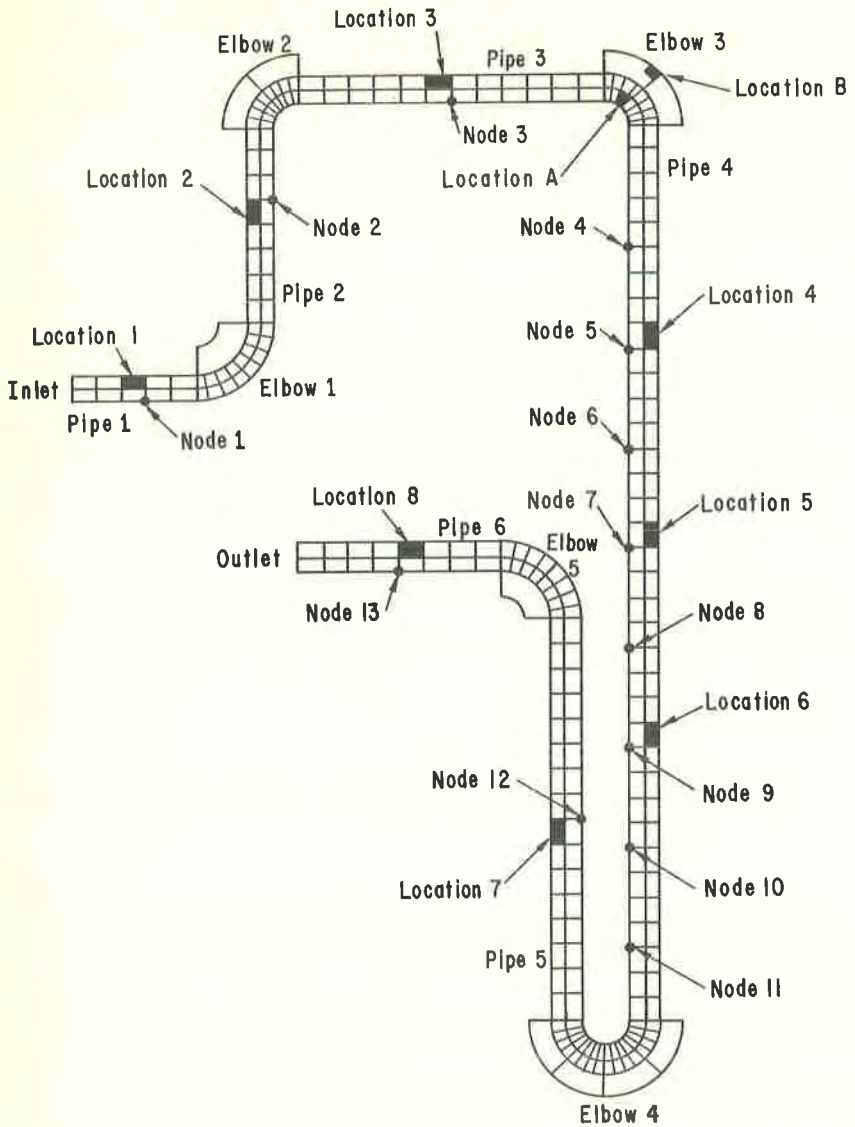 Location 3
Elbow 2
Pipe 3
Elbow 3
Location B
Node 3
Location A
Pipe 4
Location 2
Node 2
Node 4
Pipe 2
Location 4
Location 1
Node 5
Inlet
Elbow 1
Pipe 1
Node 1
Node 6
Location 8
Pipe 6
Node 7
Location 5
Elbow
5
Outlet
Node 13
Node 8
Location 6
Node 12
Node 9
Location 7
Node 10
Pipe 5
Node 11
Elbow 4